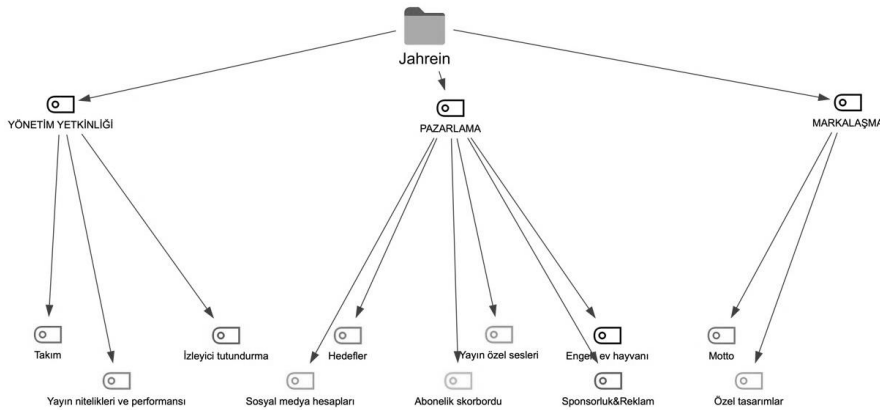 Jahrein
YÖNETİM YETKİNLİĞİ
PAZARLAMA
MARKALAŞMA
Takım
İzleyici tutundurma
Hedefler
Yayın özel sesleri
Engelli ev hayvanı
Motto
Yayın nitelikleri ve performansı
Sosyal medya hesapları
Abonelik skorbordu
Sponsorluk&Reklam
Özel tasarımlar